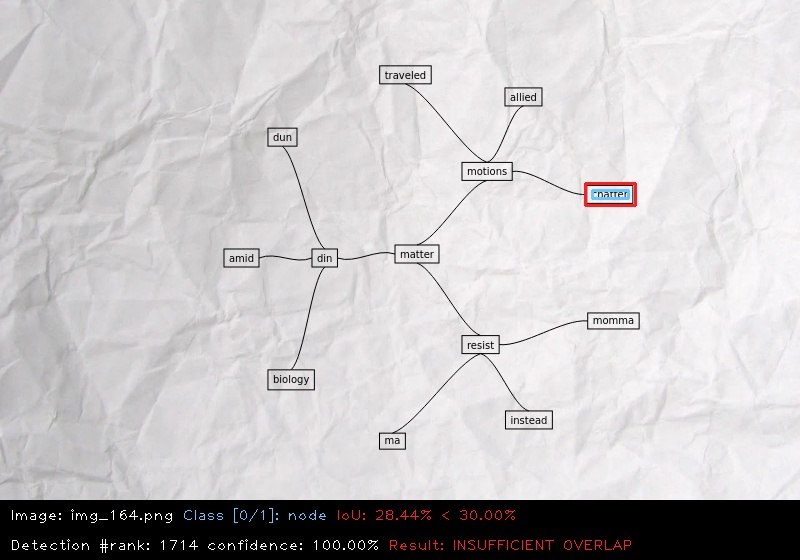 traveled
allied
dun
motions
matter
amid
din
momma
resist
biology
instead
ma
Image: img_164.png Class [0/1]: node IoU: 28.44% < 30.00%
Detection #rank: 1714 confidence: 100.00% Result: INSUFFICIENT OVERLAP